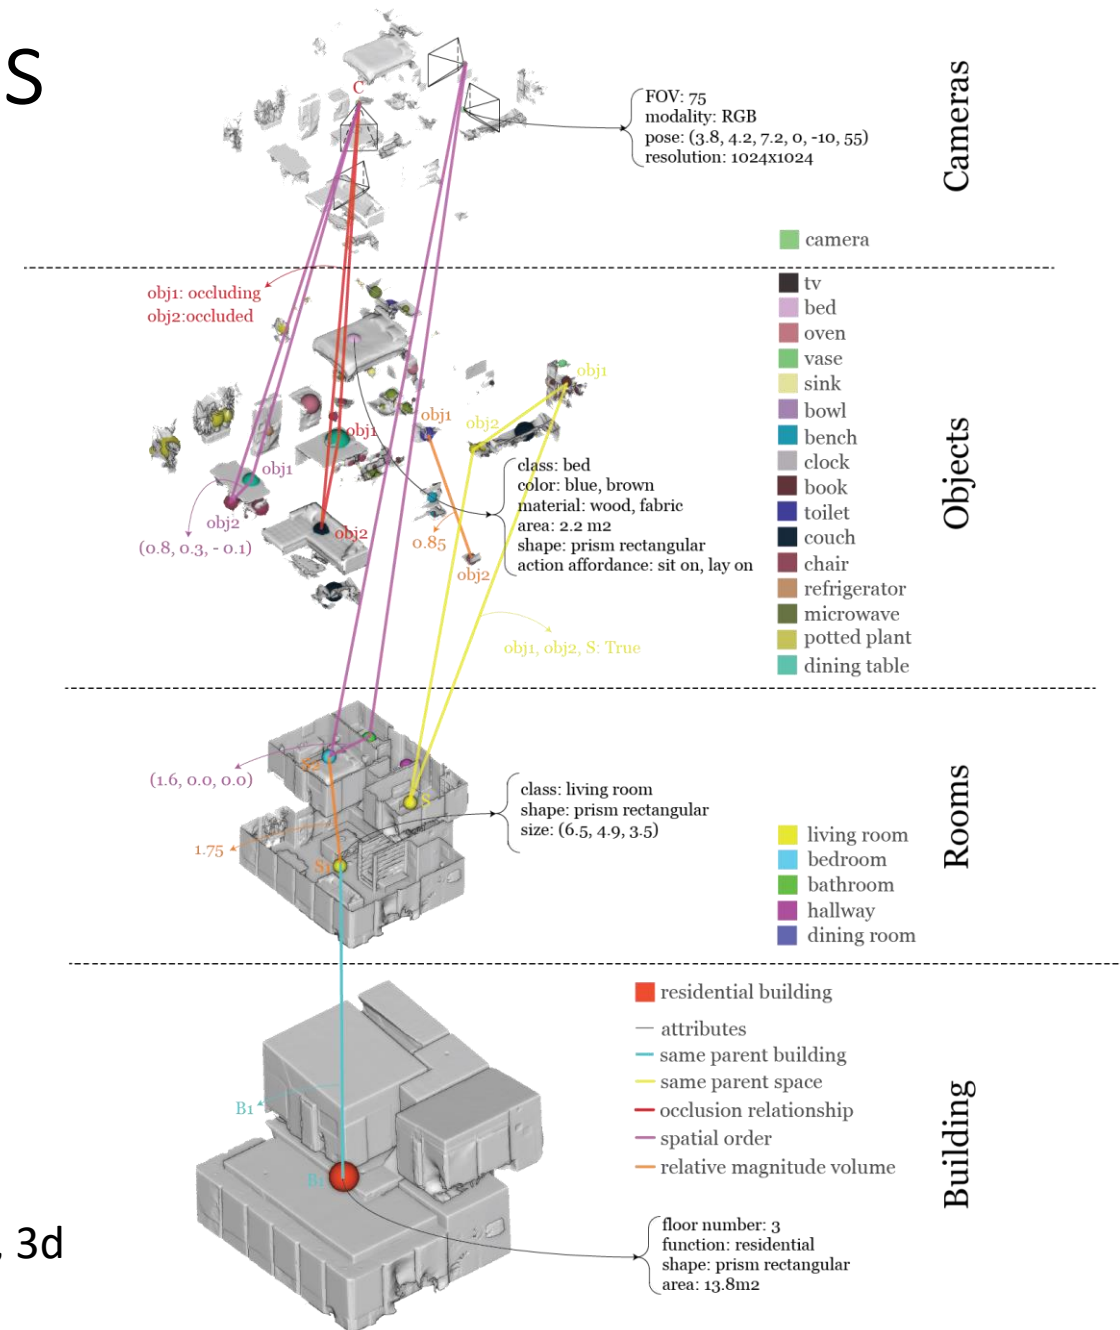 S
C
FOV: 75
modality: RGB
pose: (3.8, 4.2, 7.2, 0, -10, 55)
resolution: 1024x1024
Cameras
camera
obj1: occluding
obj2:occluded
tv
bed
oven
vase
sink
bowl
bench
clock
book
toilet
couch
chair
refrigerator
microwave
potted plant
dining table
Objects
obj1
obj2
obj1
obj1
obj1
obj2
(0.8, 0.3, - 0.1)
obj2
0.85
obj2
class: bed
color: blue, brown
material: wood, fabric
area: 2.2 m2
shape: prism rectangular
action affordance: sit on, lay on
obj1, obj2, S: True
S2
(1.6, 0.0, 0.0)
S
1.75
S1
class: living room
shape: prism rectangular
size: (6.5, 4.9, 3.5)
living room
bedroom
bathroom
hallway
dining room
Rooms
residential building
attributes
same parent building
same parent space
occlusion relationship
spatial order
relative magnitude volume
Building
B1
B1
floor number: 3
function: residential
shape: prism rectangular
area: 13.8m2
, 3d